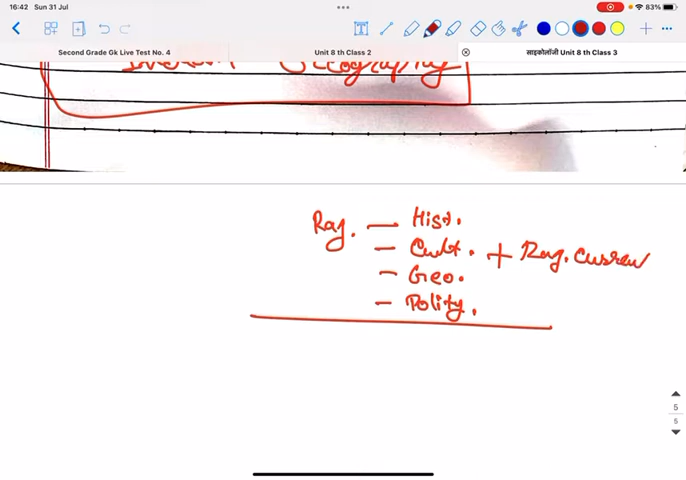 16:42 Sun 31 Jul
83%
Second Grade Gk Live Test No. 4
Unit 8 th Class 2
साइकोलॉजी Unit 8 th Class 3
Geography
Raj. — Hist.
— Cult. + Raj. Curren
— Geo.
— Polity.
5
5